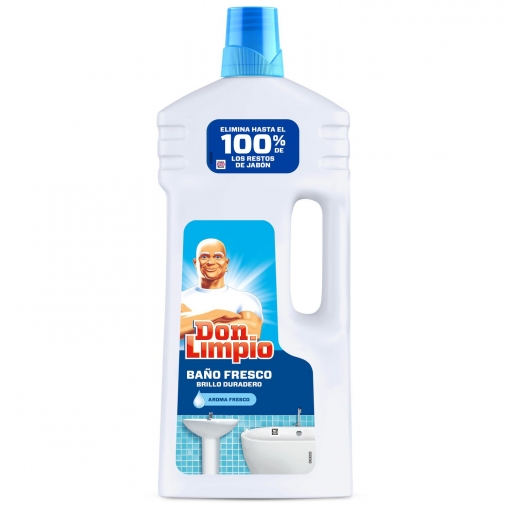 ELIMINA HASTA EL
100% DE
LOS RESTOS
DE JABÓN
Don
Limpio
BAÑO FRESCO
BRILLO DURADERO
AROMA FRESCO